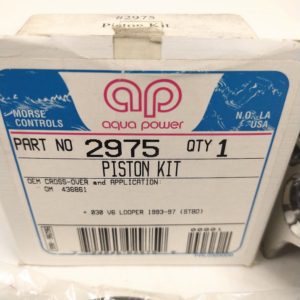 #2975
Piston Kit
MORSE
CONTROLS
ap
aqua power
N.O. LA
USA
PART NO 2975 QTY 1
PISTON KIT
OEM CROSS-OVER and APPLICATION:
OM 436861
+ 030 V6 LOOPER 1993-97 (STBD)
00001